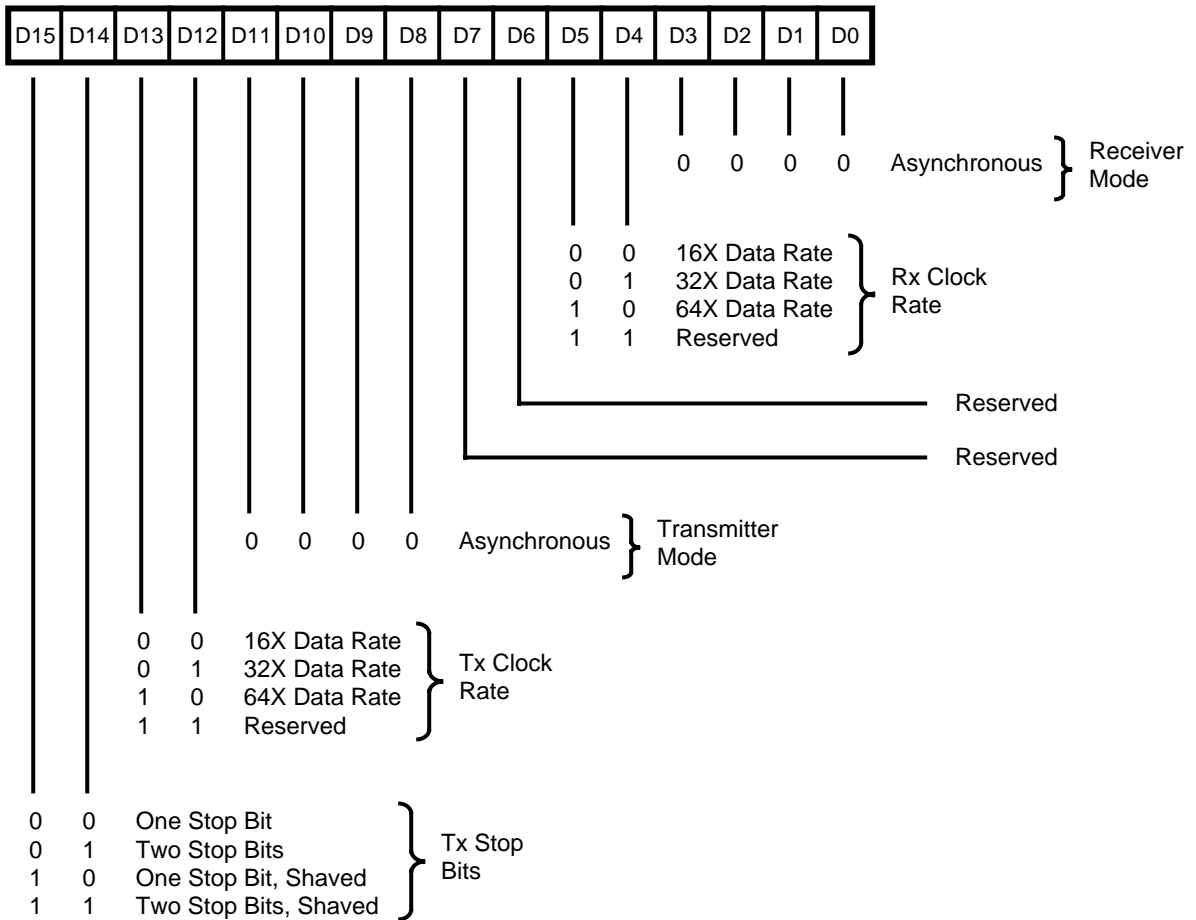 D15 D14 D13 D12 D11 D10 D9 D8 D7 D6 D5 D4 D3 D2 D1 D0
0 0 0 0 Asynchronous
Receiver
Mode
0 0 16X Data Rate
0 1 32X Data Rate
1 0 64X Data Rate
1 1 Reserved
Rx Clock
Rate
Reserved
Reserved
0 0 0 0 Asynchronous
Transmitter
Mode
0 0 16X Data Rate
0 1 32X Data Rate
1 0 64X Data Rate
1 1 Reserved
Tx Clock
Rate
0 0 One Stop Bit
0 1 Two Stop Bits
1 0 One Stop Bit, Shaved
1 1 Two Stop Bits, Shaved
Tx Stop
Bits